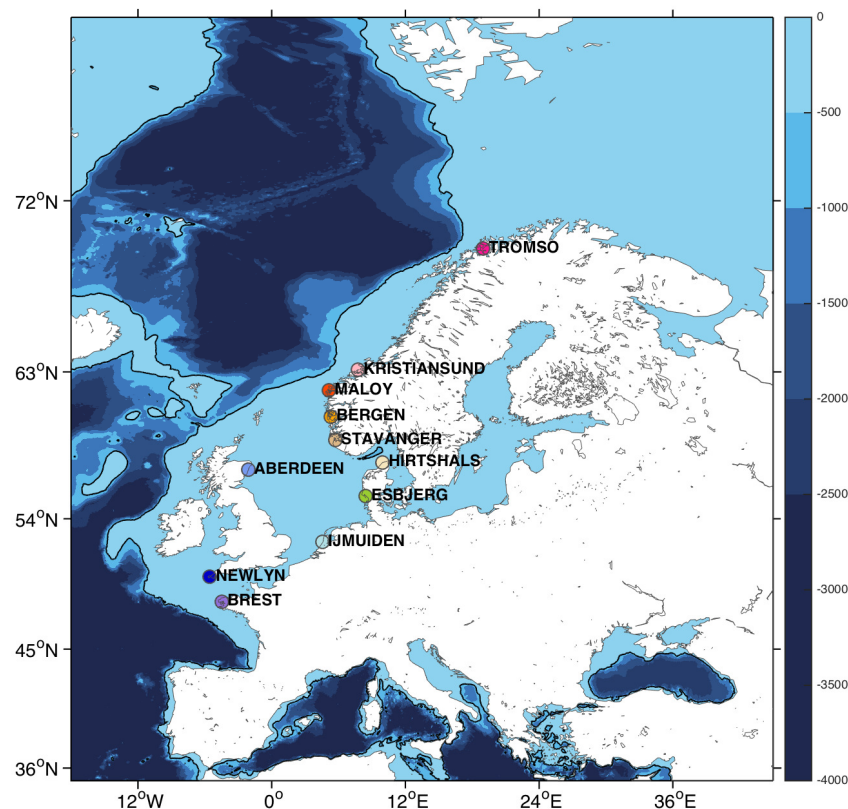 0
-500
72°N
-1000
TROMSO
-1500
63°N
KRISTIANSUND
MALOY
-2000
BERGEN
STAVANGER
HIRTSHALS
ABERDEEN
-2500
ESBJERG
54°N
IJMUIDEN
-3000
NEWLYN
BREST
45°N
-3500
36°N
-4000
12°W 0° 12°E 24°E 36°E